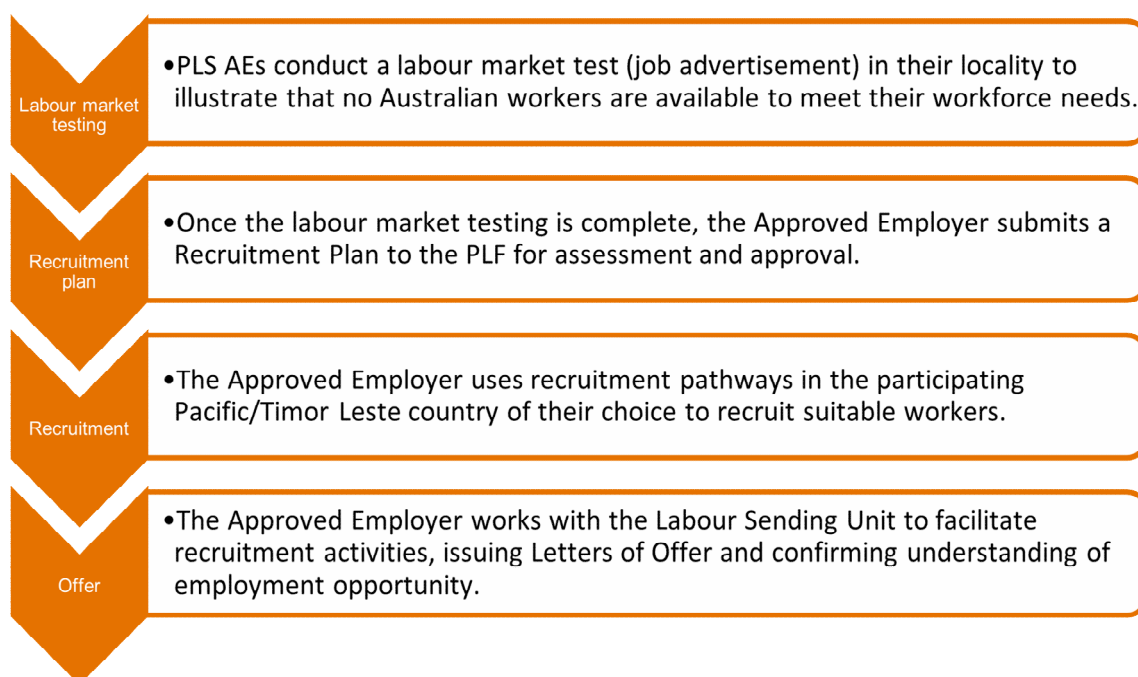 Labour market
testing
•PLS AEs conduct a labour market test (job advertisement) in their locality to
illustrate that no Australian workers are available to meet their workforce needs.
Recruitment
plan
•Once the labour market testing is complete, the Approved Employer submits a
Recruitment Plan to the PLF for assessment and approval.
Recruitment
•The Approved Employer uses recruitment pathways in the participating
Pacific/Timor Leste country of their choice to recruit suitable workers.
Offer
•The Approved Employer works with the Labour Sending Unit to facilitate
recruitment activities, issuing Letters of Offer and confirming understanding of
employment opportunity.